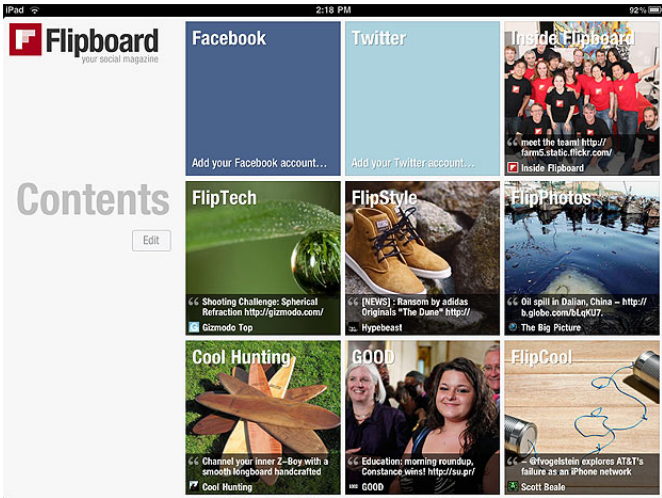 iPad
2:18 PM
92%
Flipboard
your social magazine
Contents
Edit
Facebook
Add your Facebook account...
Twitter
Add your Twitter account...
Inside Flipboard
meet the team! http://
farm5.static.flickr.com/
Inside Flipboard
FlipTech
Shooting Challenge: Spherical
Refraction http://gizmodo.com/
Gizmodo Top
FlipStyle
[NEWS] : Ransom by adidas
Originals "The Dune" http://
Hypebeast
FlipPhotos
Oil spill in Dalian, China – http://
b.globe.com/bLqKU7.
The Big Picture
Cool Hunting
Channel your inner Z-Boy with a
smooth longboard handcrafted
Cool Hunting
GOOD
Education: morning roundup,
Constance wins! http://su.pr/
GOOD
FlipCool
~ @fvogelstein explores AT&T's
failure as an iPhone network
Scott Beale